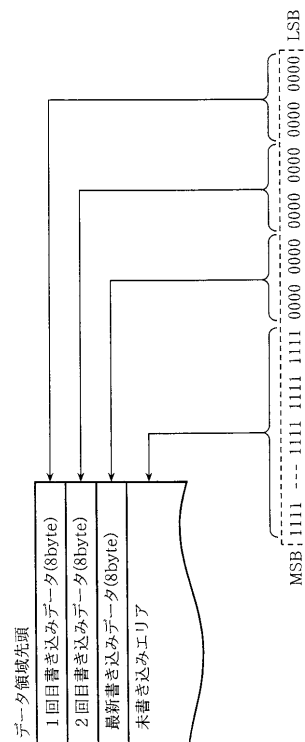 データ領域先頭
1回目書き込みデータ(8byte)
2回目書き込みデータ(8byte)
最新書き込みデータ(8byte)
未書き込みエリア
MSB 1111 --- 1111 1111 1111 0000 0000 0000 0000 0000 0000 LSB